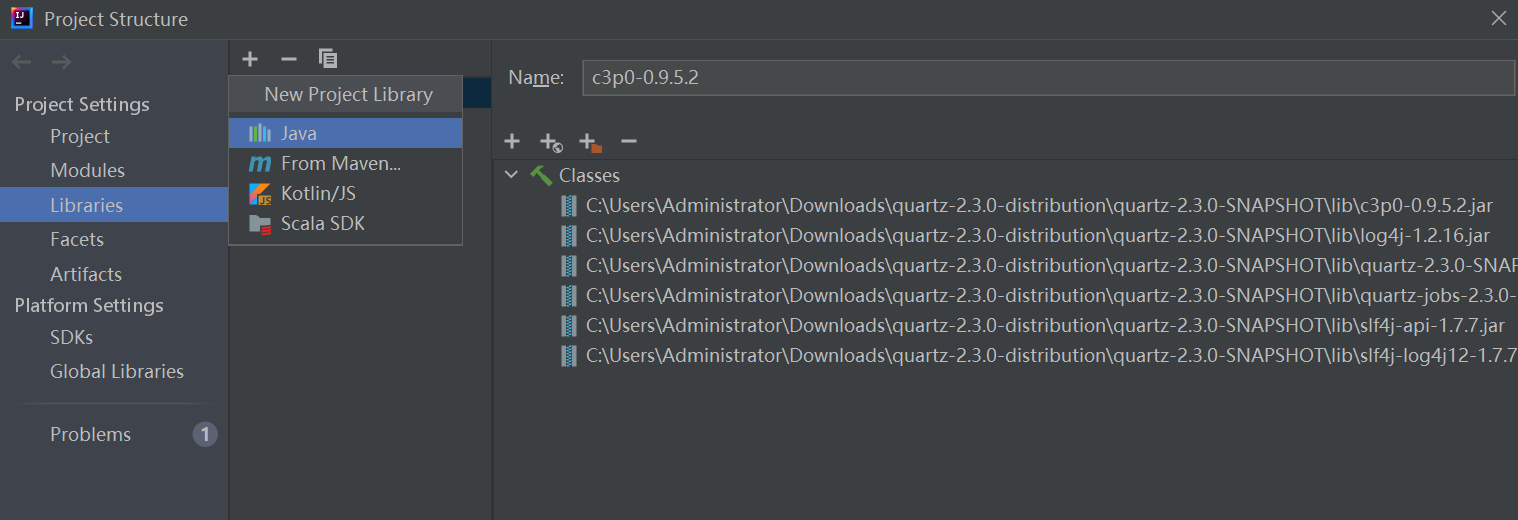 Project Structure
Project Settings
Project
Modules
Libraries
Facets
Artifacts
Platform Settings
SDKs
Global Libraries
Problems
1
New Project Library
Java
From Maven...
Kotlin/JS
Scala SDK
Name:
c3p0-0.9.5.2
Classes
C:\Users\Administrator\Downloads\quartz-2.3.0-distribution\quartz-2.3.0-SNAPSHOT\lib\c3p0-0.9.5.2.jar
C:\Users\Administrator\Downloads\quartz-2.3.0-distribution\quartz-2.3.0-SNAPSHOT\lib\log4j-1.2.16.jar
C:\Users\Administrator\Downloads\quartz-2.3.0-distribution\quartz-2.3.0-SNAPSHOT\lib\quartz-2.3.0-SNAP
C:\Users\Administrator\Downloads\quartz-2.3.0-distribution\quartz-2.3.0-SNAPSHOT\lib\quartz-jobs-2.3.0-
C:\Users\Administrator\Downloads\quartz-2.3.0-distribution\quartz-2.3.0-SNAPSHOT\lib\slf4j-api-1.7.7.jar
C:\Users\Administrator\Downloads\quartz-2.3.0-distribution\quartz-2.3.0-SNAPSHOT\lib\slf4j-log4j12-1.7.7